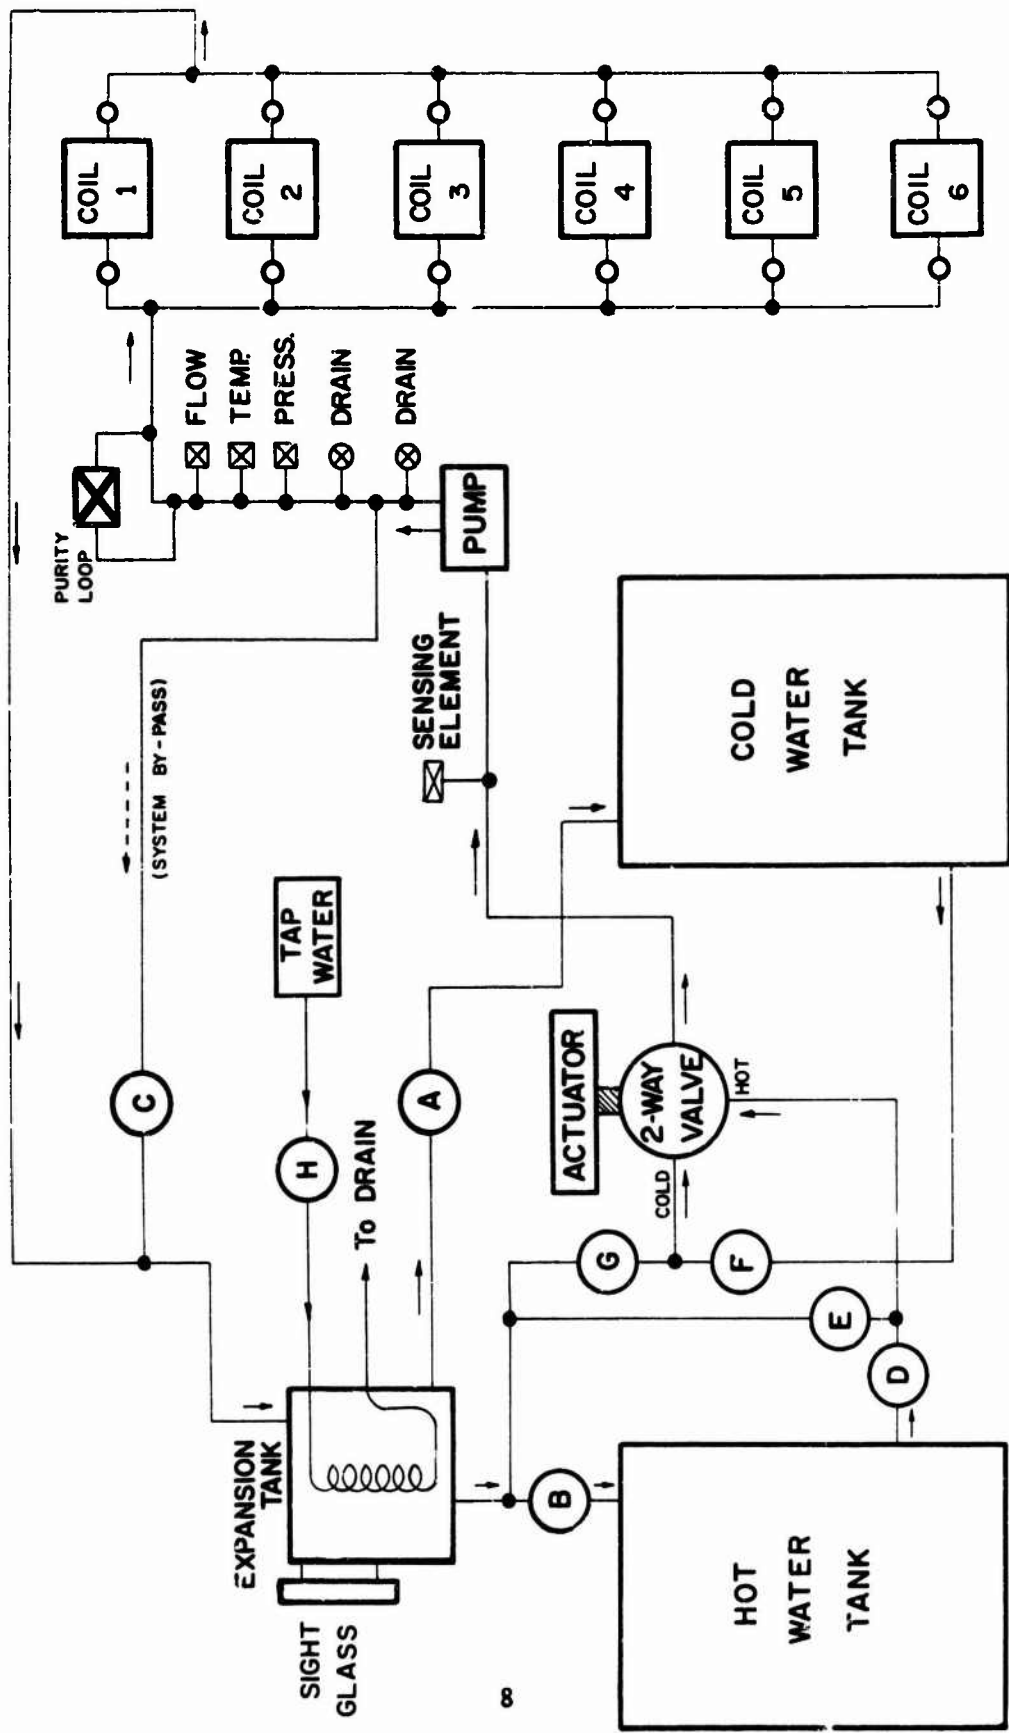 COIL
1
COIL
2
COIL
3
COIL
4
COIL
5
COIL
6
PURITY
LOOP
FLOW
TEMP.
PRESS.
DRAIN
DRAIN
PUMP
(SYSTEM BY-PASS)
SENSING
ELEMENT
TAP
WATER
C
H
A
To DRAIN
EXPANSION
TANK
SIGHT
GLASS
ACTUATOR
2-WAY
VALVE
COLD
HOT
G
F
E
D
B
COLD
WATER
TANK
HOT
WATER
TANK
8